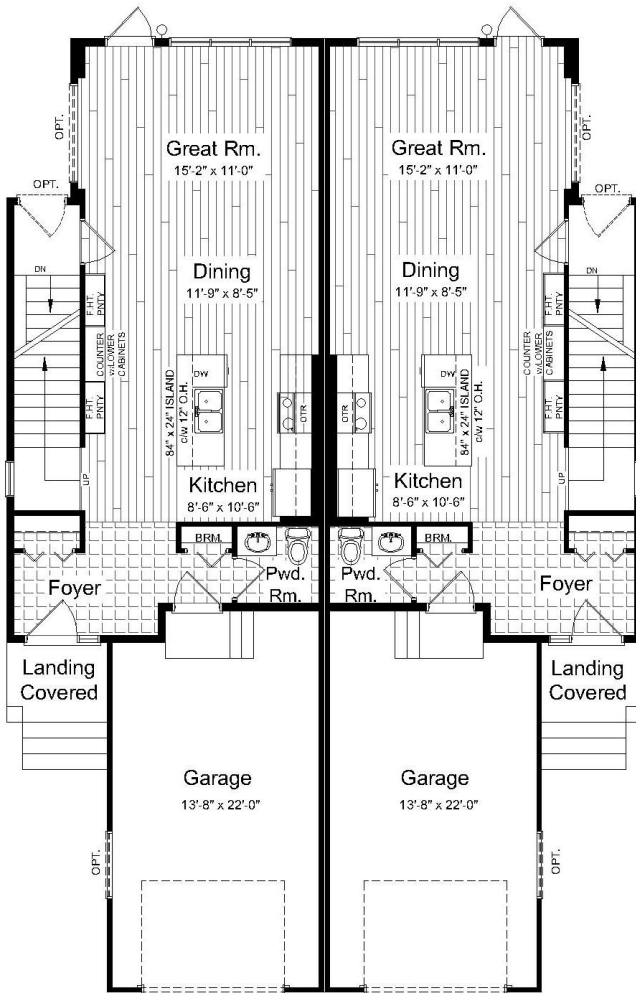 OPT.
OPT.
Great Rm.
15'-2" x 11'-0"
DN
F.HT.
PNTY
COUNTER
w/LOWER
CABINETS
F.HT.
PNTY
UP
Dining
11'-9" x 8'-5"
84" x 24" ISLAND
c/w 12" O.H.
DW
OTR
Kitchen
8'-6" x 10'-6"
BRM.
Pwd.
Rm.
Foyer
Landing
Covered
Garage
13'-8" x 22'-0"
OPT.
Great Rm.
15'-2" x 11'-0"
OPT.
OPT.
Dining
11'-9" x 8'-5"
DN
F.HT.
PNTY
COUNTER
w/LOWER
CABINETS
F.HT.
PNTY
UP
OTR
DW
84" x 24" ISLAND
c/w 12" O.H.
Kitchen
8'-6" x 10'-6"
Pwd.
Rm.
BRM.
Foyer
Landing
Covered
Garage
13'-8" x 22'-0"
OPT.